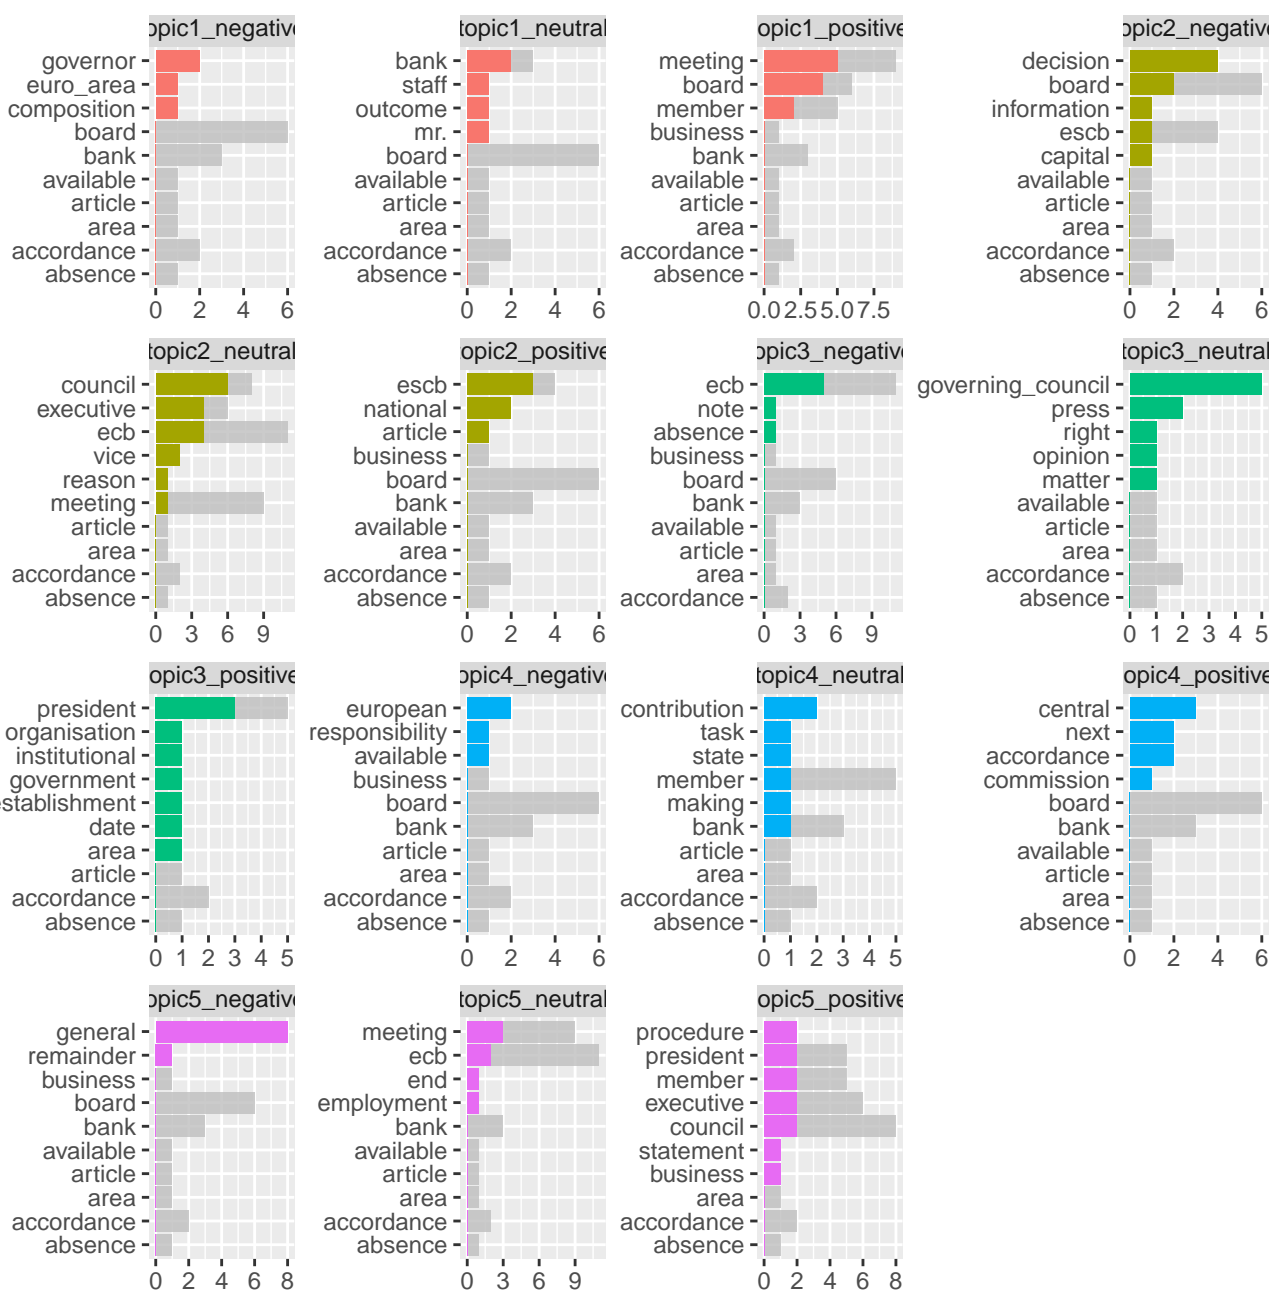 opic1_negative
governor
euro_area
composition
board
bank
available
article
area
accordance
absence
0 2 4 6
topic1_neutral
bank
staff
outcome
mr.
board
available
article
area
accordance
absence
0 2 4 6
opic1_positive
meeting
board
member
business
bank
available
article
area
accordance
absence
0.0 2.5 5.0 7.5
opic2_negative
decision
board
information
escb
capital
available
article
area
accordance
absence
0 2 4 6
topic2_neutral
council
executive
ecb
vice
reason
meeting
article
area
accordance
absence
0 3 6 9
opic2_positive
escb
national
article
business
board
bank
available
area
accordance
absence
0 2 4 6
opic3_negative
ecb
note
absence
business
board
bank
available
article
area
accordance
0 3 6 9
topic3_neutral
governing_council
press
right
opinion
matter
available
article
area
accordance
absence
0 1 2 3 4 5
opic3_positive
president
organisation
institutional
government
establishment
date
area
article
accordance
absence
0 1 2 3 4 5
opic4_negative
european
responsibility
available
business
board
bank
article
area
accordance
absence
0 2 4 6
topic4_neutral
contribution
task
state
member
making
bank
article
area
accordance
absence
0 1 2 3 4 5
opic4_positive
central
next
accordance
commission
board
bank
available
article
area
absence
0 2 4 6
opic5_negative
general
remainder
business
board
bank
available
article
area
accordance
absence
0 2 4 6 8
topic5_neutral
meeting
ecb
end
employment
bank
available
article
area
accordance
absence
0 3 6 9
opic5_positive
procedure
president
member
executive
council
statement
business
area
accordance
absence
0 2 4 6 8